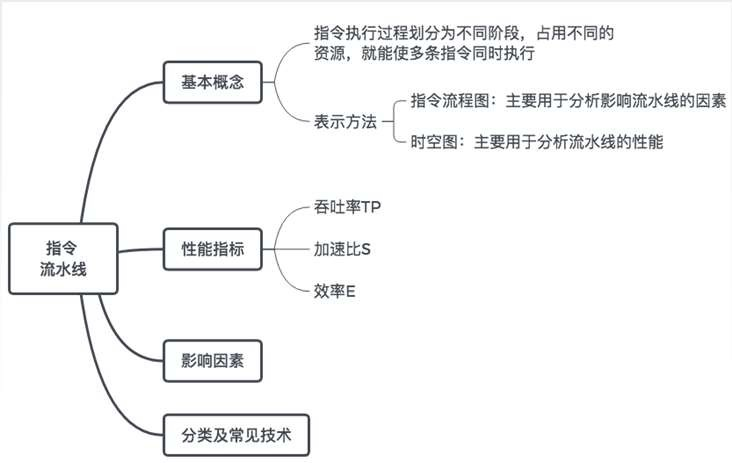 指令执行过程划分为不同阶段，占用不同的
资源，就能使多条指令同时执行
基本概念
指令流程图：主要用于分析影响流水线的因素
表示方法
时空图：主要用于分析流水线的性能
吞吐率TP
指令
流水线
性能指标
加速比S
效率E
影响因素
分类及常见技术